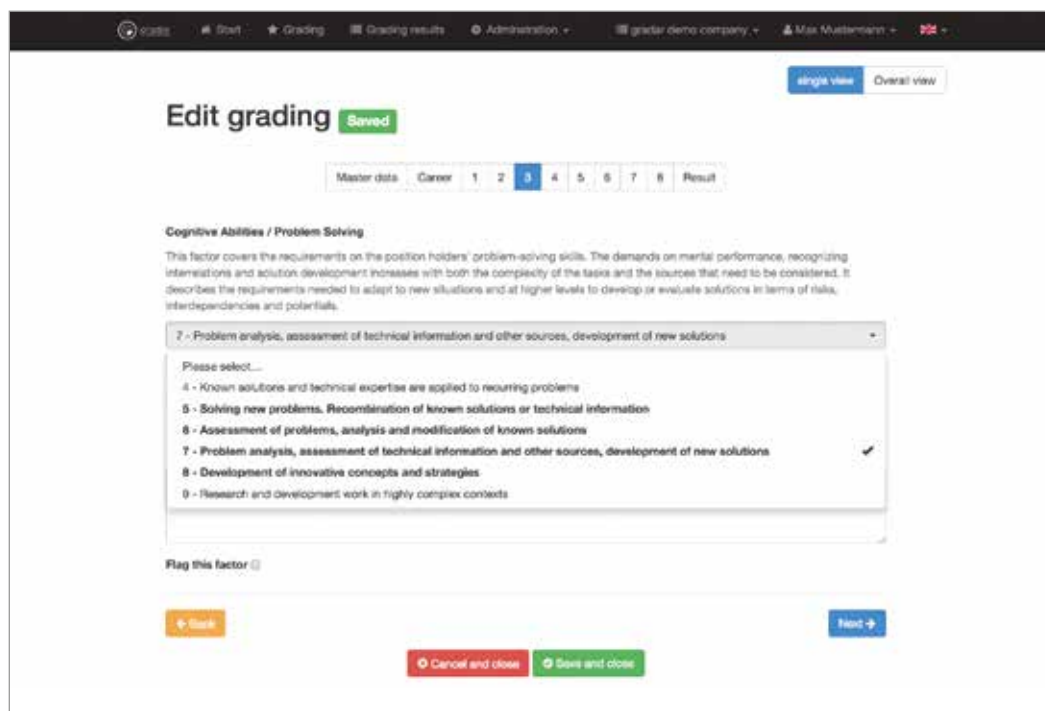 gradar Start Grading Grading results Administration gradar demo company Max Mustermann
single view Overall view
Edit grading Saved
Master data Career 1 2 3 4 5 6 7 8 Result
Cognitive Abilities / Problem Solving
This factor covers the requirements on the position holders' problem-solving skills. The demands on mental performance, recognizing
interrelations and solution development increases with both the complexity of the tasks and the sources that need to be considered. It
describes the requirements needed to adapt to new situations and at higher levels to develop or evaluate solutions in terms of risks,
interdependencies and potentials.
7 - Problem analysis, assessment of technical information and other sources, development of new solutions
Please select...
4 - Known solutions and technical expertise are applied to recurring problems
5 - Solving new problems. Recombination of known solutions or technical information
6 - Assessment of problems, analysis and modification of known solutions
7 - Problem analysis, assessment of technical information and other sources, development of new solutions
8 - Development of innovative concepts and strategies
9 - Research and development work in highly complex contexts
Flag this factor
Back Next
Cancel and close Save and close